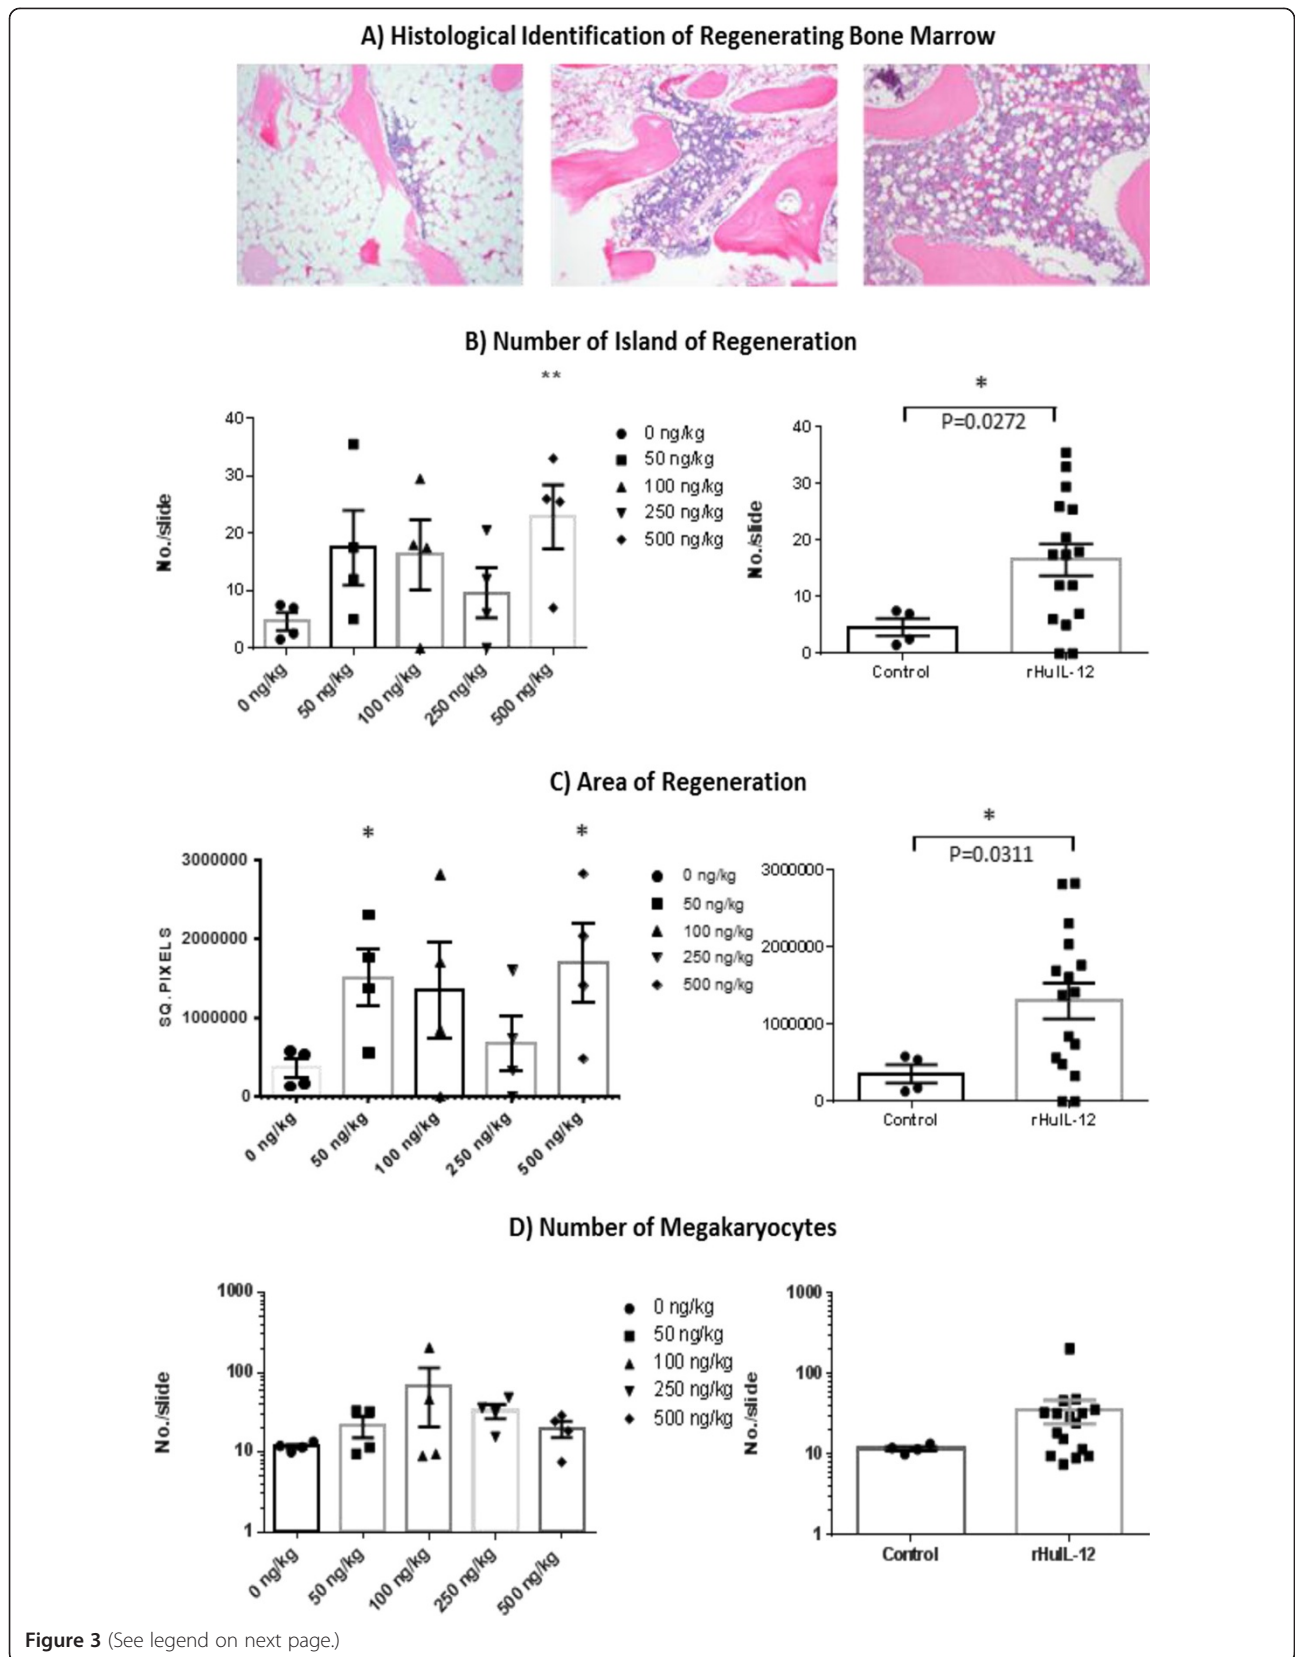 A) Histological Identification of Regenerating Bone Marrow
B) Number of Island of Regeneration
**
40
30
20
10
0
No./slide
0 ng/kg
50 ng/kg
100 ng/kg
250 ng/kg
500 ng/kg
0 ng/kg
50 ng/kg
100 ng/kg
250 ng/kg
500 ng/kg
*
P=0.0272
40
30
20
10
0
No./slide
Control
rHuIL-12
C) Area of Regeneration
*
*
3000000
2000000
1000000
0
SQ.PIXELS
0 ng/kg
50 ng/kg
100 ng/kg
250 ng/kg
500 ng/kg
0 ng/kg
50 ng/kg
100 ng/kg
250 ng/kg
500 ng/kg
*
P=0.0311
3000000
2000000
1000000
0
Control
rHuIL-12
D) Number of Megakaryocytes
1000
100
10
1
No./slide
0 ng/kg
50 ng/kg
100 ng/kg
250 ng/kg
500 ng/kg
0 ng/kg
50 ng/kg
100 ng/kg
250 ng/kg
500 ng/kg
1000
100
10
1
No./slide
Control
rHuIL-12
Figure 3 (See legend on next page.)